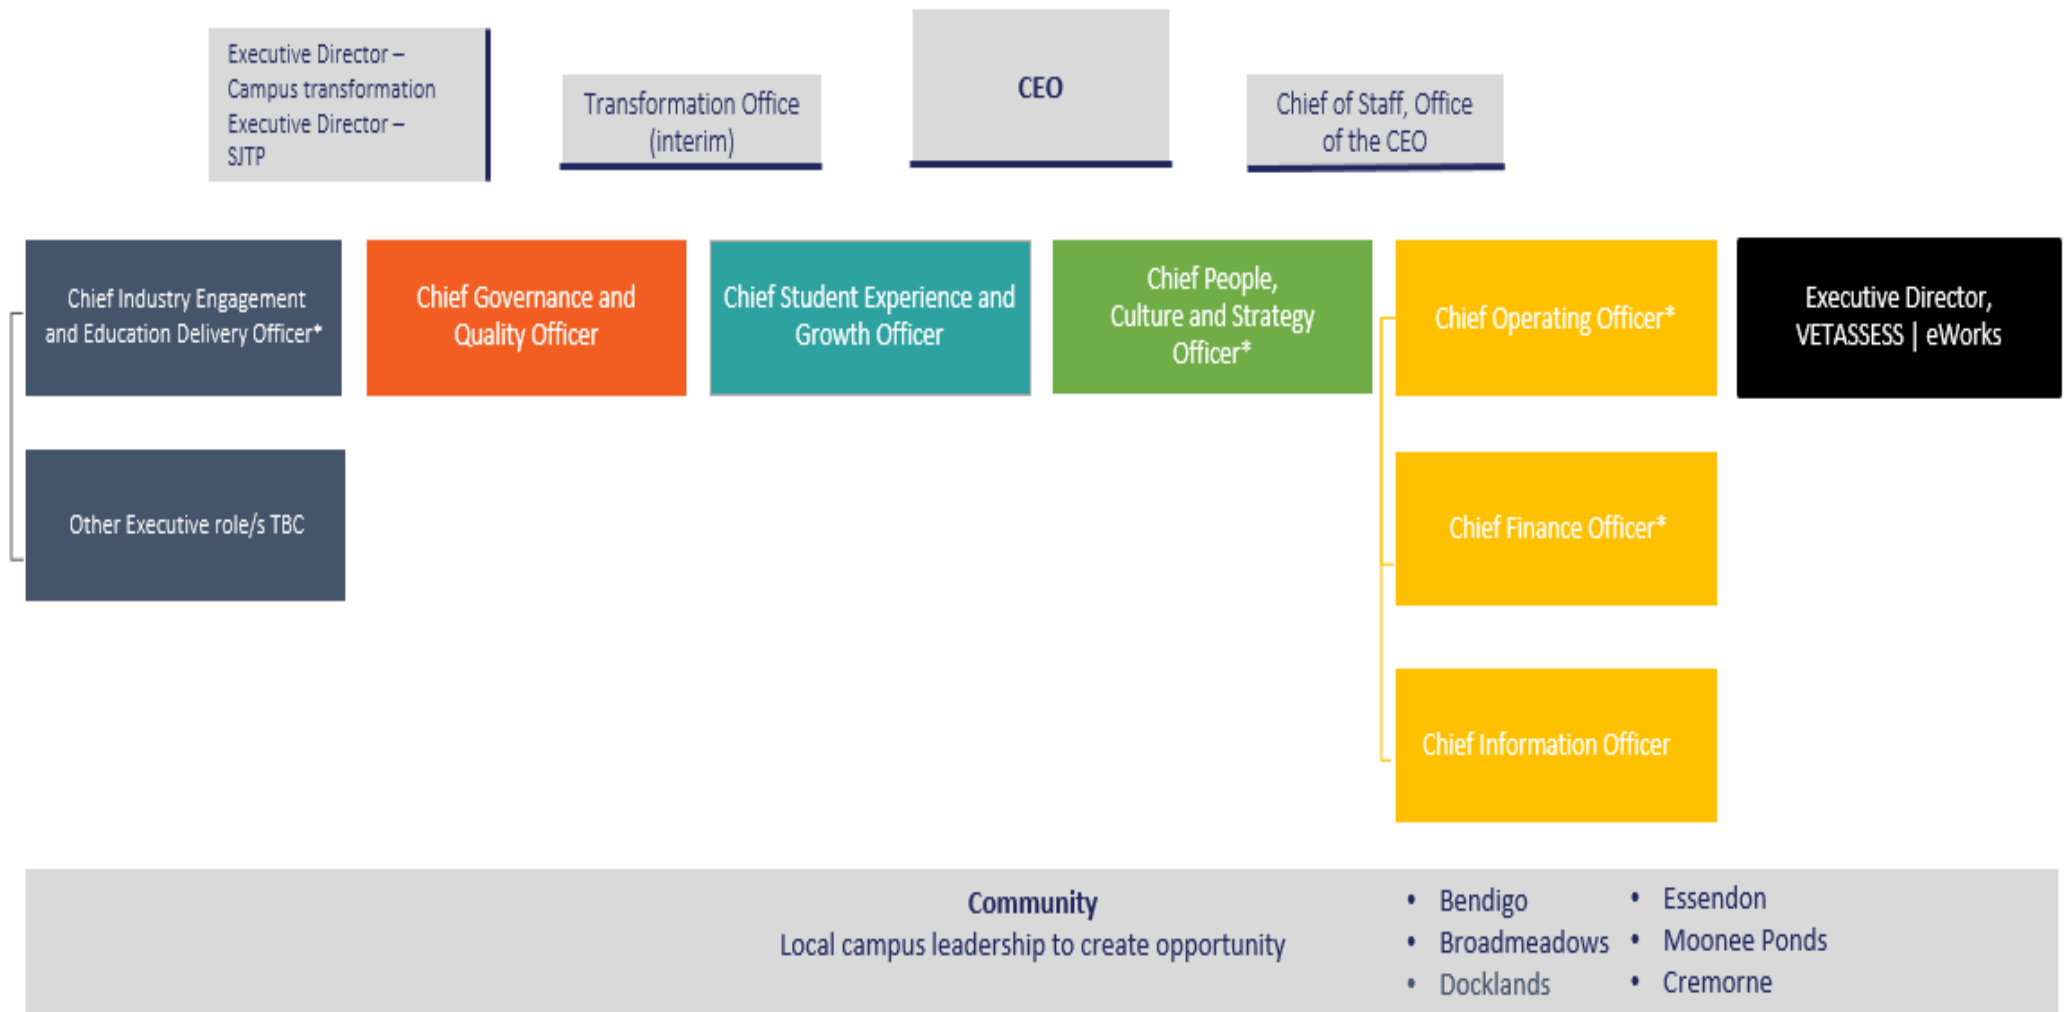 Executive Director –
Campus transformation
Executive Director –
SJTP
Transformation Office
(interim)
CEO
Chief of Staff, Office
of the CEO
Chief Industry Engagement
and Education Delivery Officer*
Chief Governance and
Quality Officer
Chief Student Experience and
Growth Officer
Chief People,
Culture and Strategy
Officer*
Chief Operating Officer*
Executive Director,
VETASSESS | eWorks
Other Executive role/s TBC
Chief Finance Officer*
Chief Information Officer
Community
Local campus leadership to create opportunity
• Bendigo
• Broadmeadows
• Docklands
• Essendon
• Moonee Ponds
• Cremorne